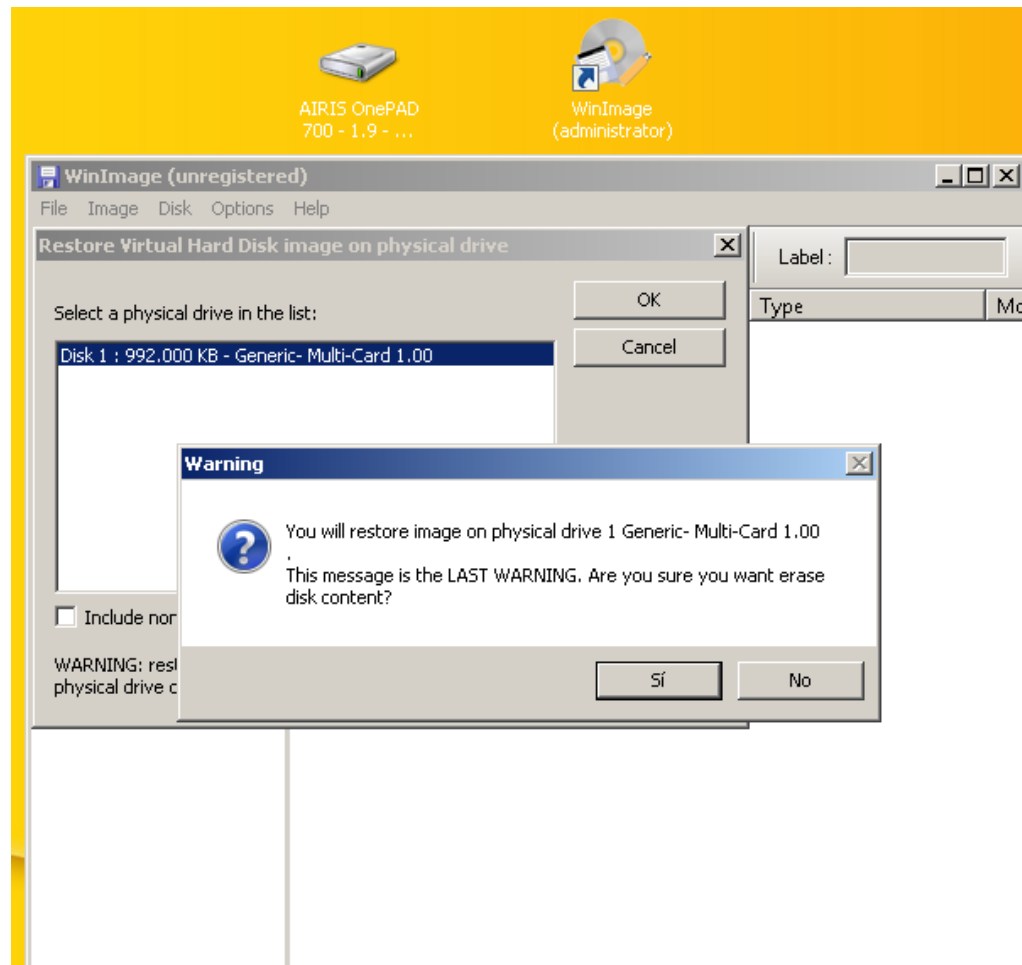 AIRIS OnePAD
700 - 1.9 - ...
WinImage
(administrator)
WinImage (unregistered)
File Image Disk Options Help
Restore Virtual Hard Disk image on physical drive
Label :
Select a physical drive in the list:
OK
Cancel
Type
Disk 1 : 992.000 KB - Generic- Multi-Card 1.00
Warning
You will restore image on physical drive 1 Generic- Multi-Card 1.00
.
This message is the LAST WARNING. Are you sure you want erase
disk content?
Include
WARNING:
physical drive
Sí
No